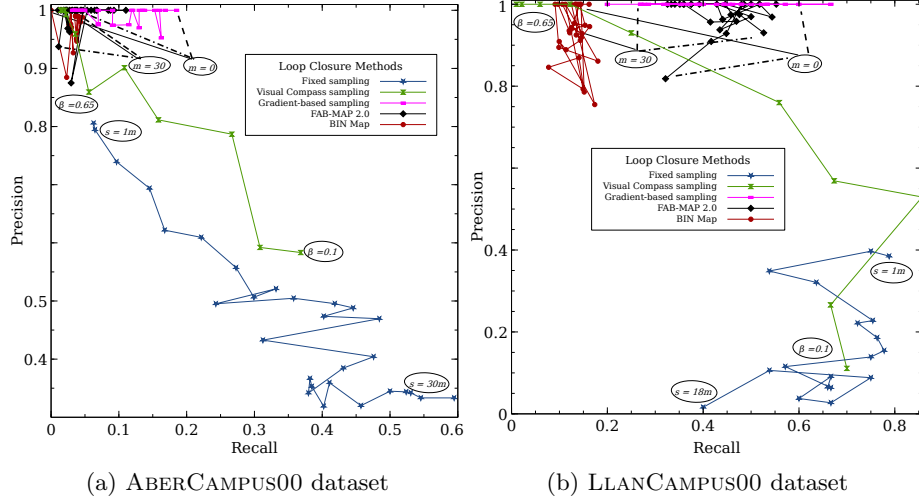 1
0.9
0.8
0.5
0.4
Precision
0
0.1
0.2
0.3
0.4
0.5
0.6
Recall
m = 30
m = 0
β = 0.65
s = 1m
β = 0.1
s = 30m
Loop Closure Methods
Fixed sampling
Visual Compass sampling
Gradient-based sampling
FAB-MAP 2.0
BIN Map
(a) ABERCAMPUS00 dataset
1
0.8
0.6
0.4
0.2
0
Precision
0
0.2
0.4
0.6
0.8
Recall
β=0.65
m = 30
m = 0
s = 1m
β =0.1
s = 18m
Loop Closure Methods
Fixed sampling
Visual Compass sampling
Gradient-based sampling
FAB-MAP 2.0
BIN Map
(b) LLANCAMPUS00 dataset